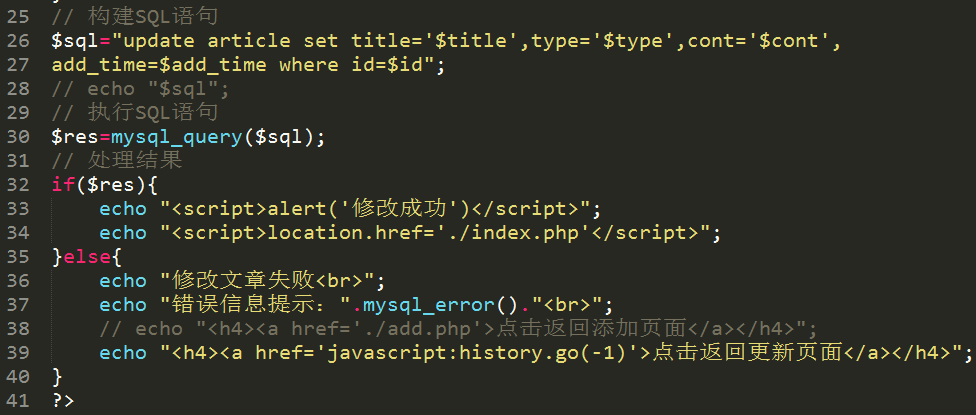 25 // 构建SQL语句
26 $sql="update article set title='$title',type='$type',cont='$cont',
27 add_time=$add_time where id=$id";
28 // echo "$sql";
29 // 执行SQL语句
30 $res=mysql_query($sql);
31 // 处理结果
32 if($res){
33     echo "<script>alert('修改成功')</script>";
34     echo "<script>location.href='./index.php'</script>";
35 }else{
36     echo "修改文章失败<br>";
37     echo "错误信息提示：".mysql_error()."<br>";
38     // echo "<h4><a href='./add.php'>点击返回添加页面</a></h4>";
39     echo "<h4><a href='javascript:history.go(-1)'>点击返回更新页面</a></h4>";
40 }
41 ?>